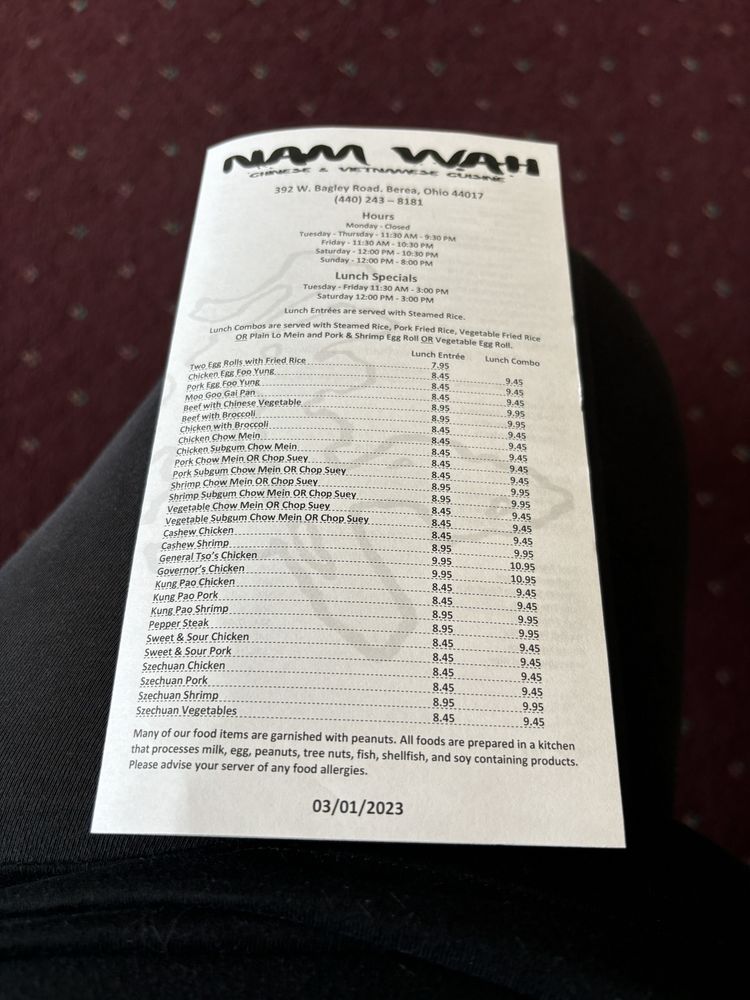 NAM WAH
CHINESE & VIETNAMESE CUISINE
392 W. Bagley Road. Berea, Ohio 44017
(440) 243 – 8181
Hours
Monday - Closed
Tuesday - Thursday - 11:30 AM - 9:30 PM
Friday - 11:30 AM - 10:30 PM
Saturday - 12:00 PM - 10:30 PM
Sunday - 12:00 PM - 8:00 PM
Lunch Specials
Tuesday - Friday 11:30 AM - 3:00 PM
Saturday 12:00 PM - 3:00 PM
Lunch Entrées are served with Steamed Rice.
Lunch Combos are served with Steamed Rice, Pork Fried Rice, Vegetable Fried Rice
OR Plain Lo Mein and Pork & Shrimp Egg Roll OR Vegetable Egg Roll.
Lunch Entrée Lunch Combo
Two Egg Rolls with Fried Rice 7.95
Chicken Egg Foo Yung 8.45 9.45
Pork Egg Foo Yung 8.45 9.45
Moo Goo Gai Pan 8.45 9.45
Beef with Chinese Vegetable 8.95 9.95
Beef with Broccoli 8.95 9.95
Chicken with Broccoli 8.45 9.45
Chicken Chow Mein 8.45 9.45
Chicken Subgum Chow Mein 8.45 9.45
Pork Chow Mein OR Chop Suey 8.45 9.45
Pork Subgum Chow Mein OR Chop Suey 8.45 9.45
Shrimp Chow Mein OR Chop Suey 8.95 9.95
Shrimp Subgum Chow Mein OR Chop Suey 8.95 9.95
Vegetable Chow Mein OR Chop Suey 8.45 9.45
Vegetable Subgum Chow Mein OR Chop Suey 8.45 9.45
Cashew Chicken 8.45 9.45
Cashew Shrimp 8.95 9.95
General Tso's Chicken 9.95 10.95
Governor's Chicken 9.95 10.95
Kung Pao Chicken 8.45 9.45
Kung Pao Pork 8.45 9.45
Kung Pao Shrimp 8.95 9.95
Pepper Steak 8.95 9.95
Sweet & Sour Chicken 8.45 9.45
Sweet & Sour Pork 8.45 9.45
Szechuan Chicken 8.45 9.45
Szechuan Pork 8.45 9.45
Szechuan Shrimp 8.95 9.95
Szechuan Vegetables 8.45 9.45
Many of our food items are garnished with peanuts. All foods are prepared in a kitchen
that processes milk, egg, peanuts, tree nuts, fish, shellfish, and soy containing products.
Please advise your server of any food allergies.
03/01/2023